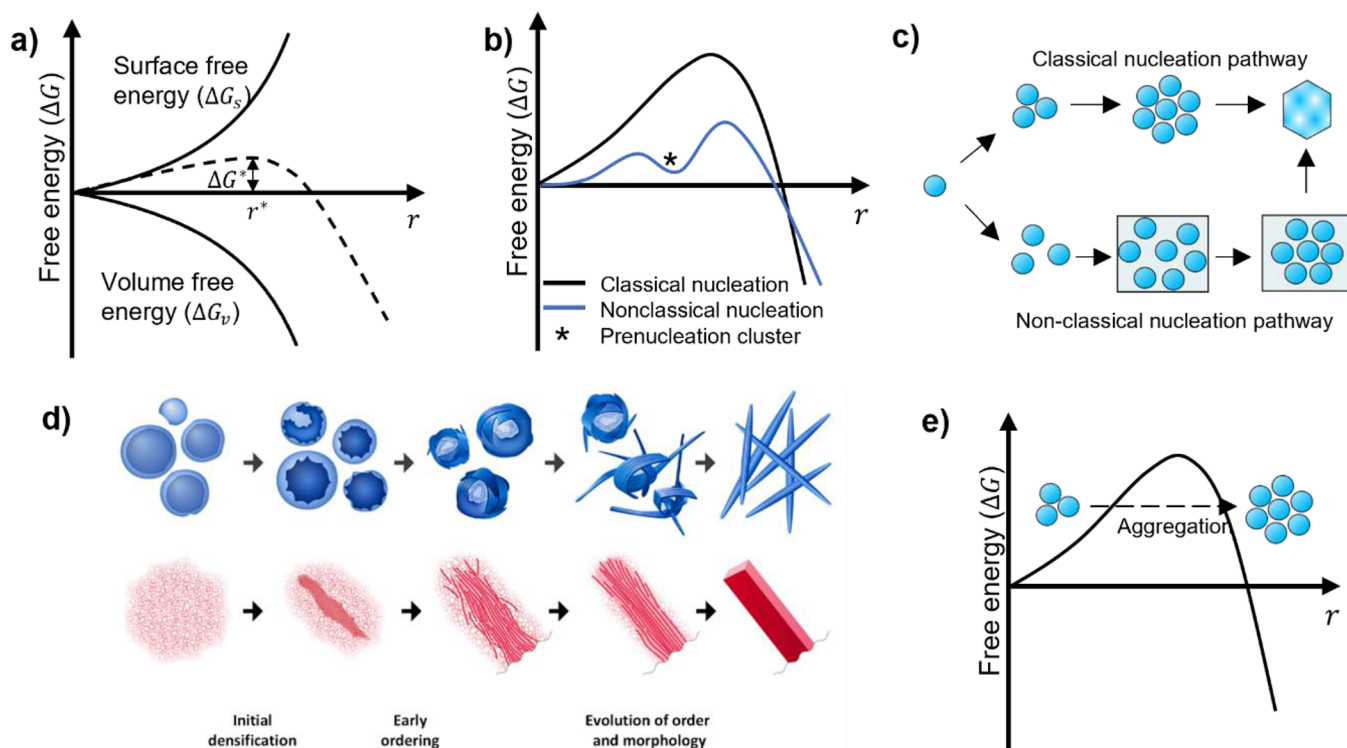 a)
Free energy (ΔG)
Surface free
energy (ΔGs)
ΔG*
r*
r
Volume free
energy (ΔGv)
b)
Free energy (ΔG)
*
r
Classical nucleation
Nonclassical nucleation
* Prenucleation cluster
c)
Classical nucleation pathway
Non-classical nucleation pathway
d)
Initial
densification
Early
ordering
Evolution of order
and morphology
e)
Free energy (ΔG)
Aggregation
r